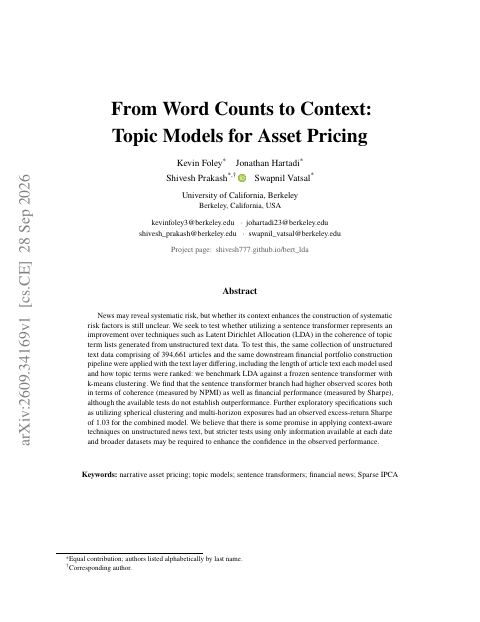 From Word Counts to Context:
Topic Models for Asset Pricing
Kevin Foley* Jonathan Hartadi*
Shivesh Prakash*,† Swapnil Vatsal*
University of California, Berkeley
Berkeley, California, USA
kevinfoley3@berkeley.edu · johartadi23@berkeley.edu
shivesh_prakash@berkeley.edu · swapnil_vatsal@berkeley.edu
Project page: shivesh777.github.io/bert_lda
Abstract
News may reveal systematic risk, but whether its context enhances the construction of systematic
risk factors is still unclear. We seek to test whether utilizing a sentence transformer represents an
improvement over techniques such as Latent Dirichlet Allocation (LDA) in the coherence of topic
term lists generated from unstructured text data. To test this, the same collection of unstructured
text data comprising of 394,661 articles and the same downstream financial portfolio construction
pipeline were applied with the text layer differing, including the length of article text each model used
and how topic terms were ranked: we benchmark LDA against a frozen sentence transformer with
k-means clustering. We find that the sentence transformer branch had higher observed scores both
in terms of coherence (measured by NPMI) as well as financial performance (measured by Sharpe),
although the available tests do not establish outperformance. Further exploratory specifications such
as utilizing spherical clustering and multi-horizon exposures had an observed excess-return Sharpe
of 1.03 for the combined model. We believe that there is some promise in applying context-aware
techniques on unstructured news text, but stricter tests using only information available at each date
and broader datasets may be required to enhance the confidence in the observed performance.
Keywords: narrative asset pricing; topic models; sentence transformers; financial news; Sparse IPCA
*Equal contribution; authors listed alphabetically by last name.
†Corresponding author.
arXiv:2609.34169v1 [cs.CE] 28 Sep 2026